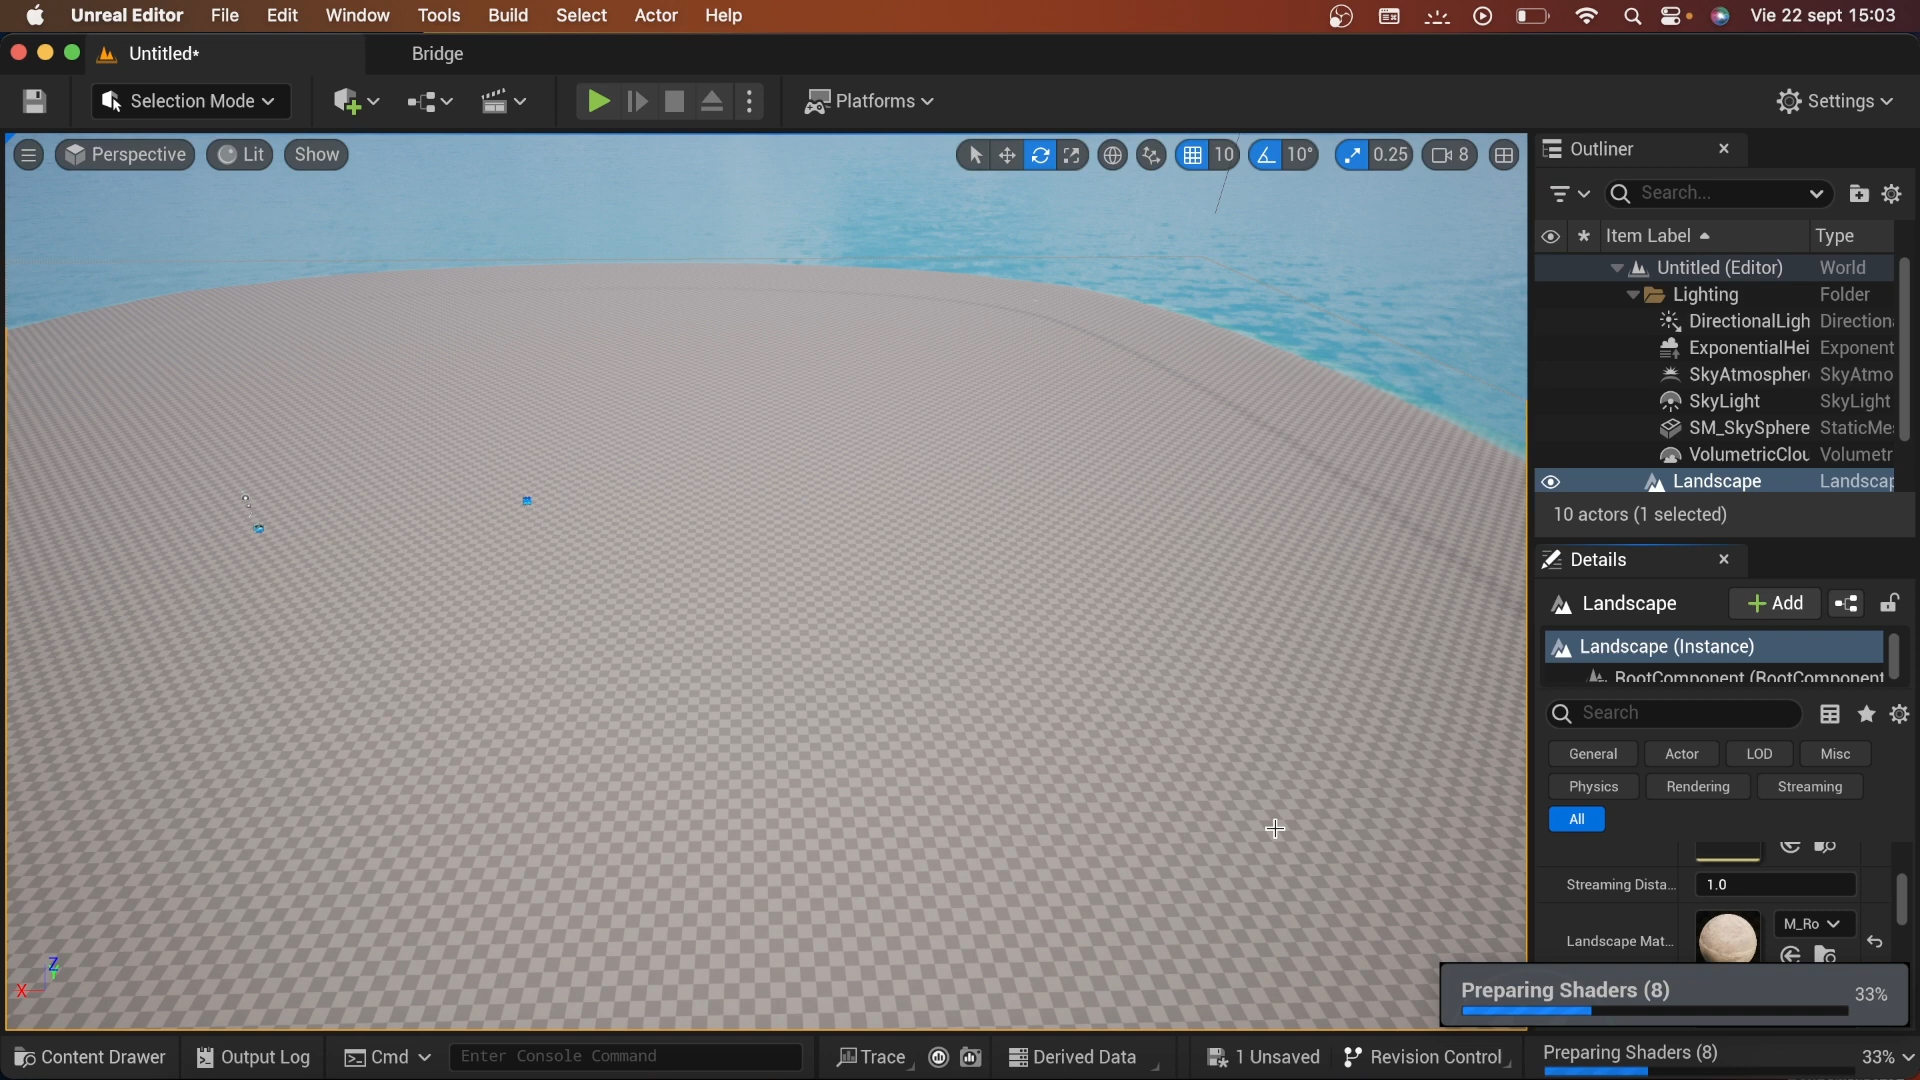 Unreal Editor File Edit Window Tools Build Select Actor Help Vie 22 sept 15:03
Untitled* Bridge
Selection Mode Platforms Settings
Perspective Lit Show 10 10° 0.25 8
Outliner
Search...
Item Label Type
Untitled (Editor) World
Lighting Folder
DirectionalLigh Direction
ExponentialHei Exponent
SkyAtmospher SkyAtmo
SkyLight SkyLight
SM_SkySphere StaticMe
VolumetricClou Volumetr
Landscape Landscap
10 actors (1 selected)
Details
Landscape Add
Landscape (Instance)
RootComponent (RootComponent
Search
General Actor LOD Misc
Physics Rendering Streaming
All
Streaming Dista... 1.0
Landscape Mat... M_Ro
Z
X
Preparing Shaders (8) 33%
Content Drawer Output Log Cmd Enter Console Command Trace Derived Data 1 Unsaved Revision Control Preparing Shaders (8) 33%